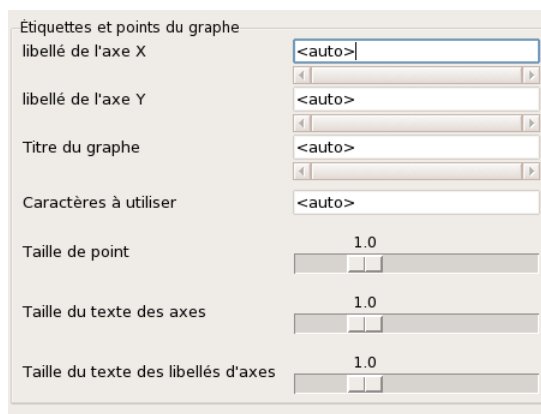 Étiquettes et points du graphe
libellé de l'axe X <auto>
libellé de l'axe Y <auto>
Titre du graphe <auto>
Caractères à utiliser <auto>
1.0
Taille de point
1.0
Taille du texte des axes
1.0
Taille du texte des libellés d'axes